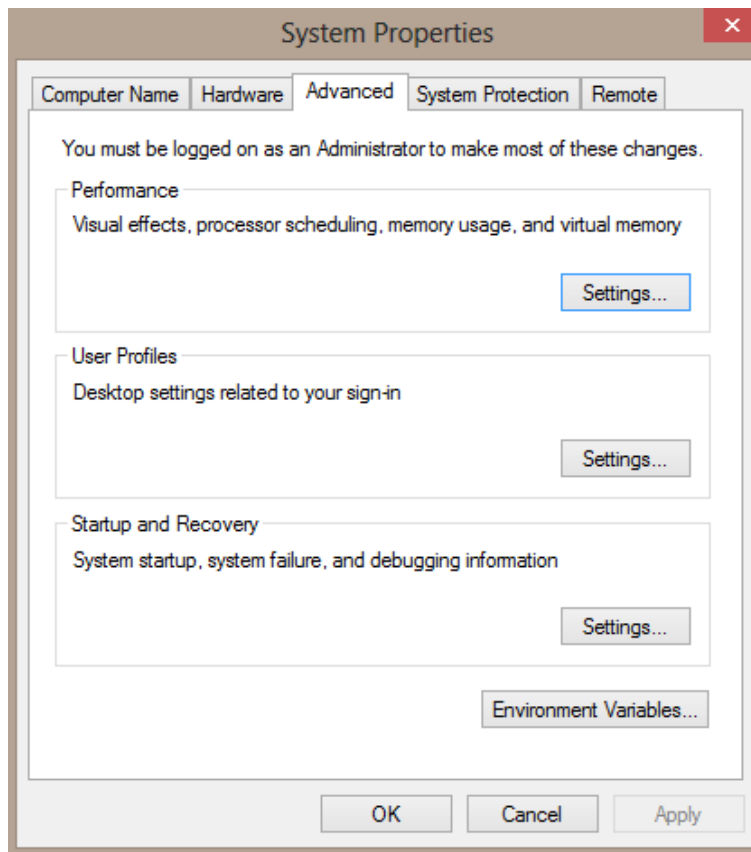 System Properties
Computer Name Hardware Advanced System Protection Remote
You must be logged on as an Administrator to make most of these changes.
Performance
Visual effects, processor scheduling, memory usage, and virtual memory
Settings...
User Profiles
Desktop settings related to your sign-in
Settings...
Startup and Recovery
System startup, system failure, and debugging information
Settings...
Environment Variables...
OK Cancel Apply